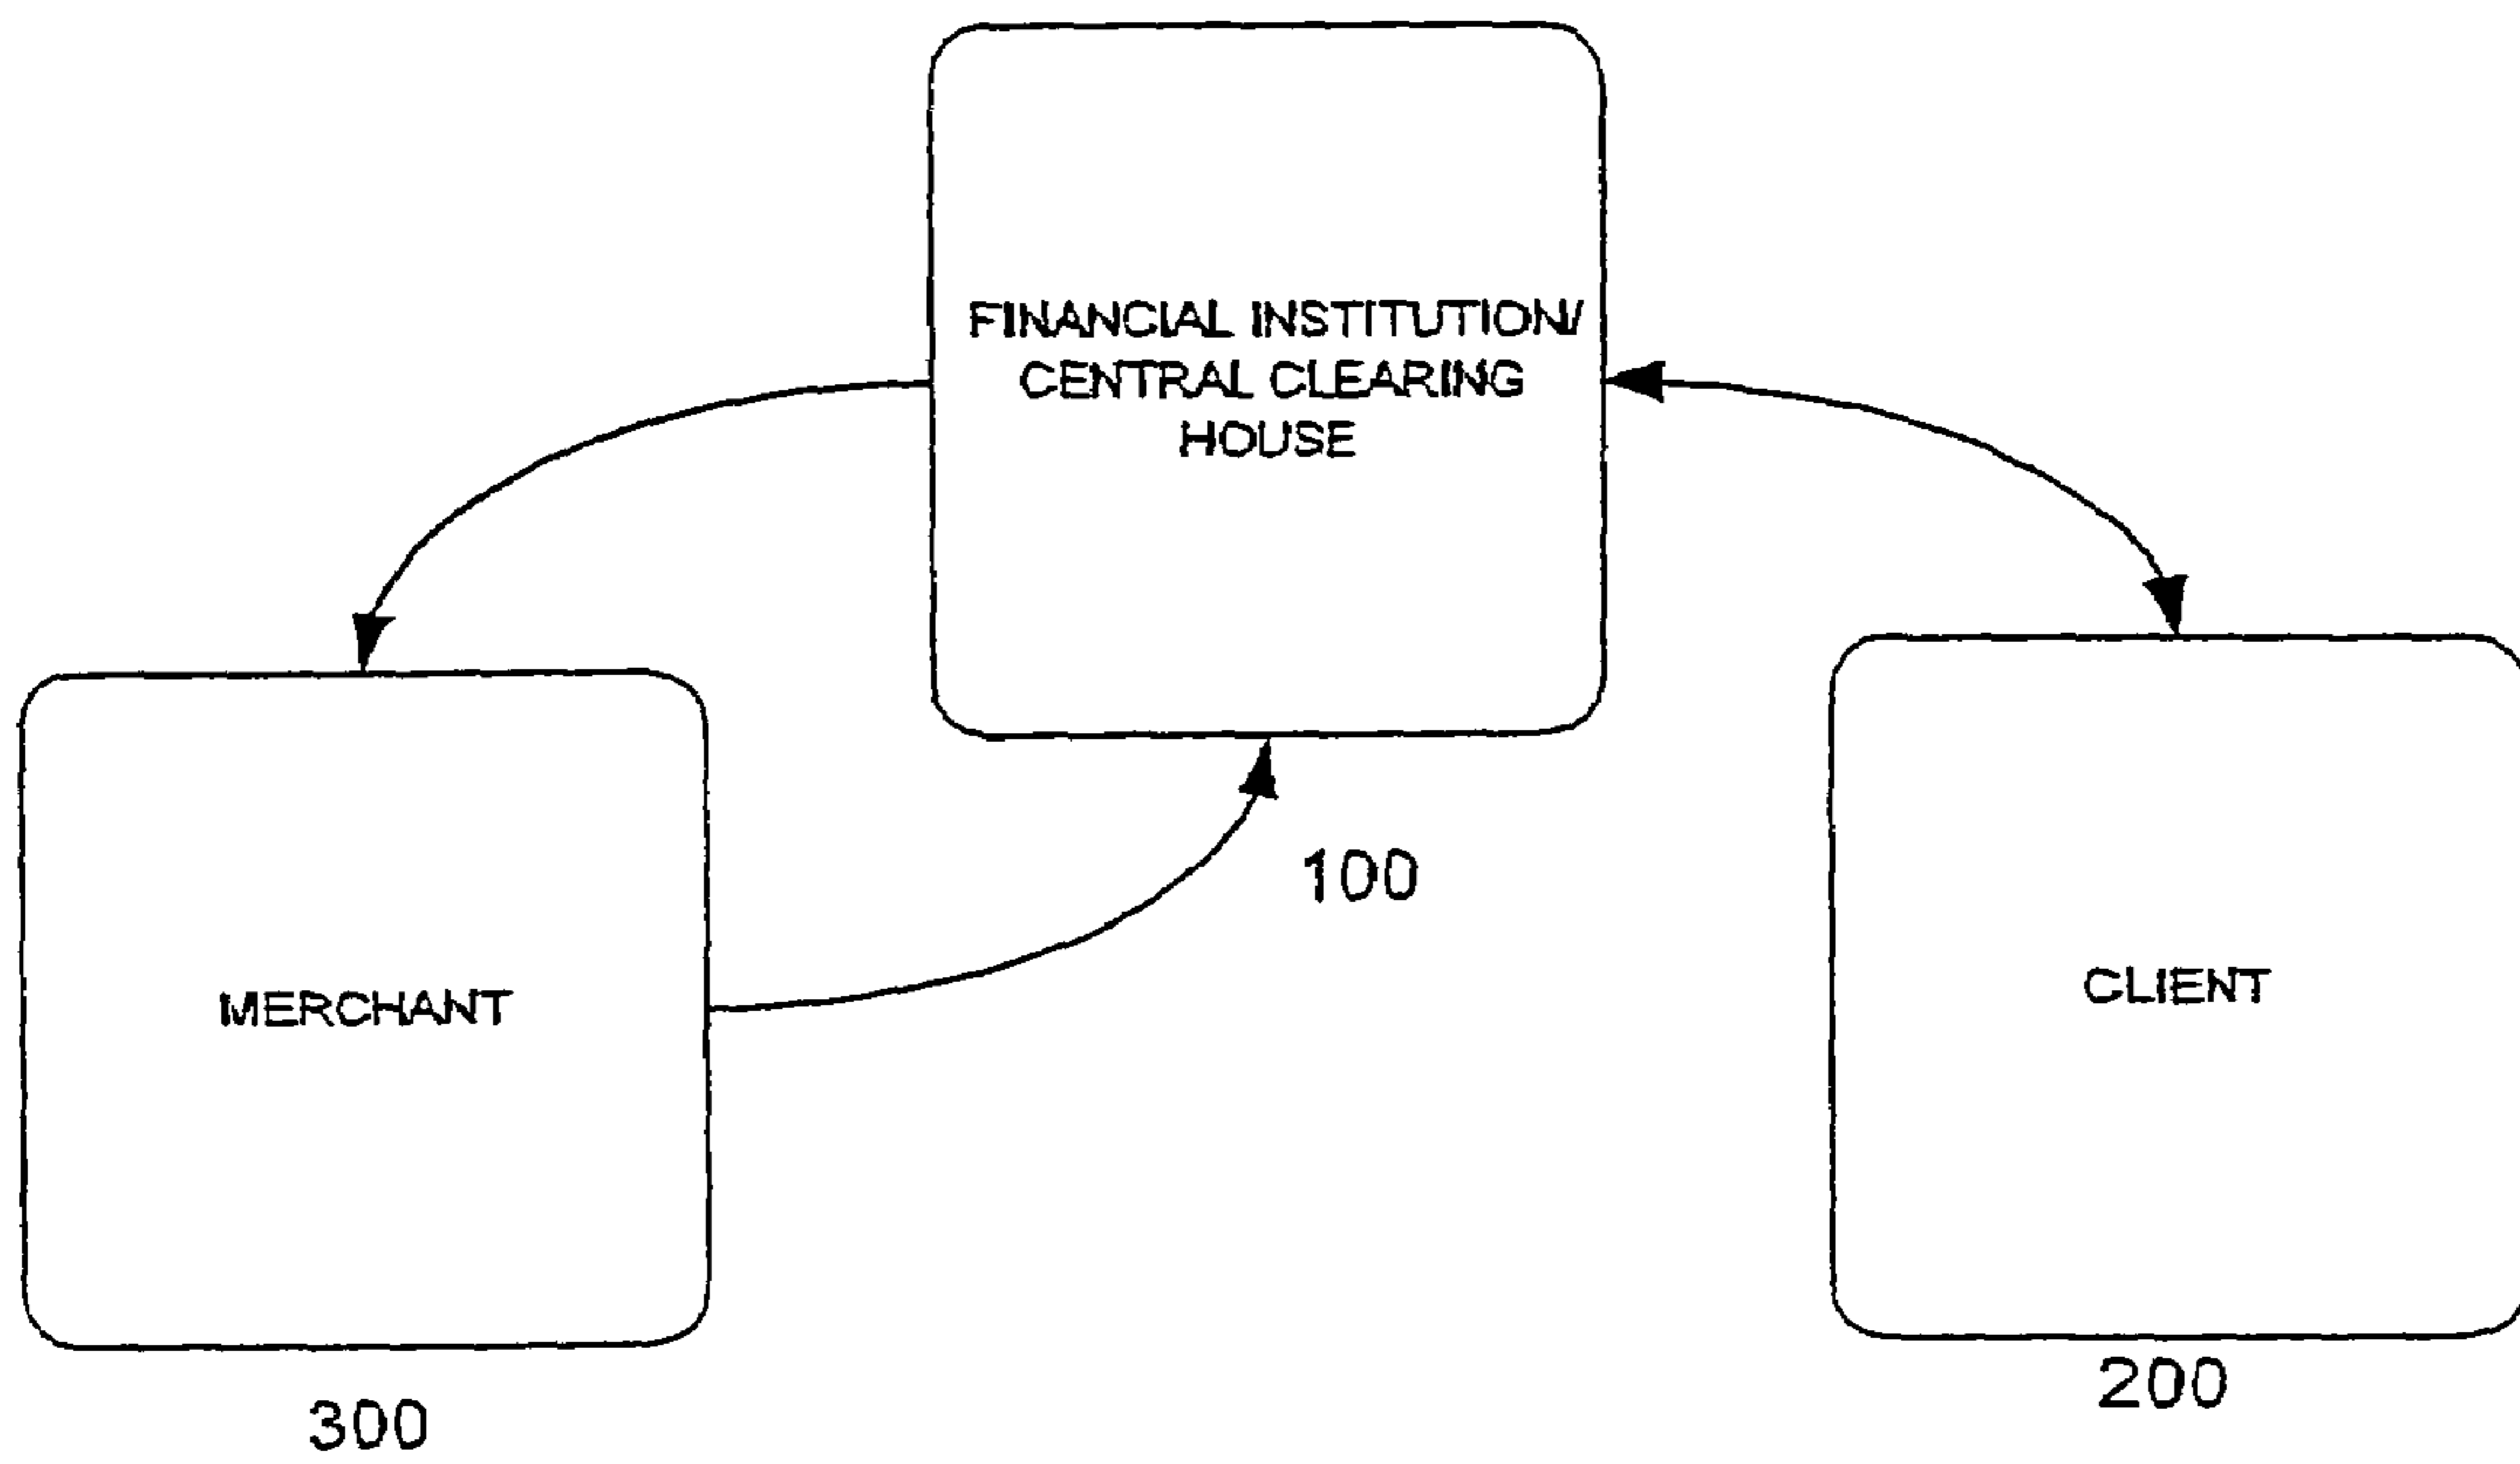 FINANCIAL INSTITUTION/
CENTRAL CLEARING
HOUSE
100
MERCHANT
CLIENT
200
300